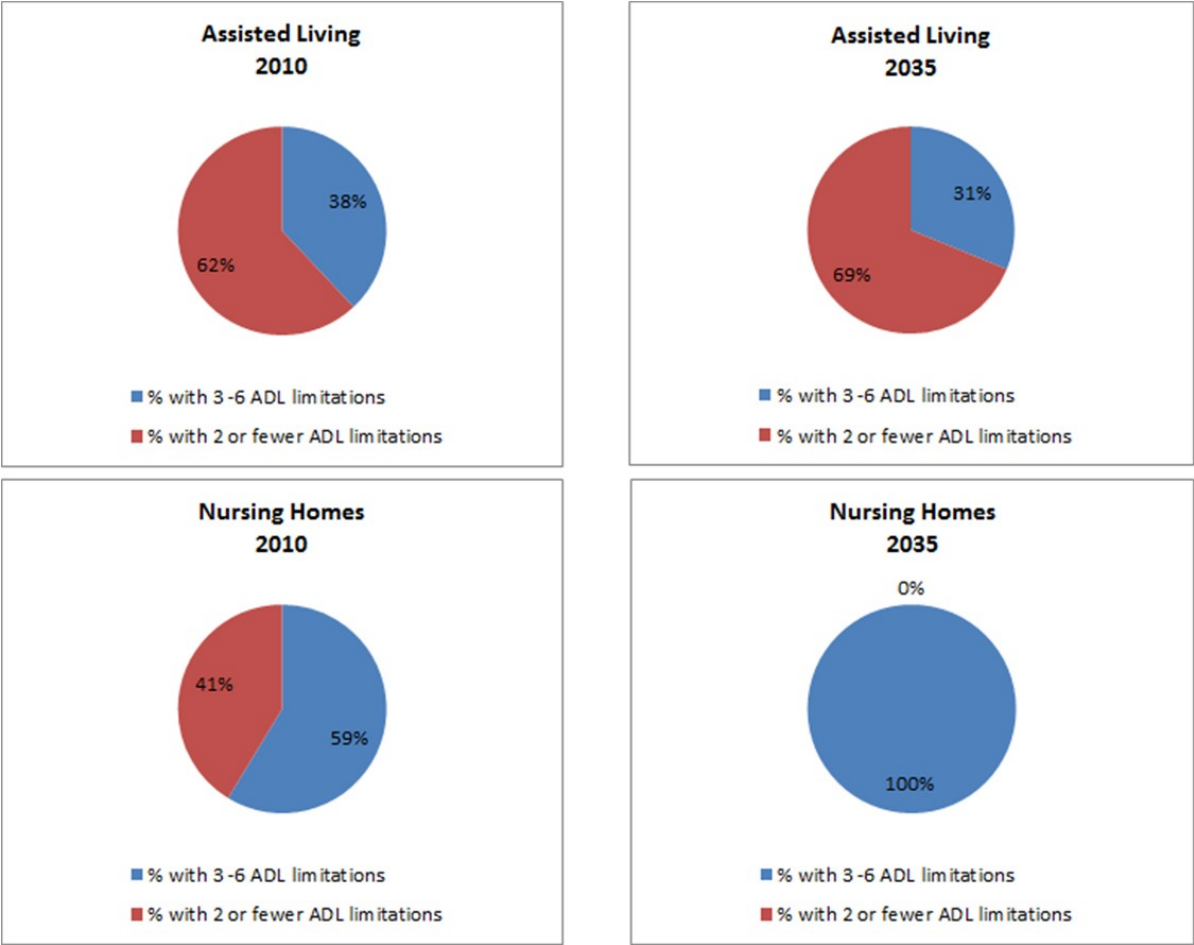 Assisted Living
2010
38%
62%
■ % with 3-6 ADL limitations
■ % with 2 or fewer ADL limitations
Assisted Living
2035
31%
69%
■ % with 3-6 ADL limitations
■ % with 2 or fewer ADL limitations
Nursing Homes
2010
41%
59%
■ % with 3-6 ADL limitations
■ % with 2 or fewer ADL limitations
Nursing Homes
2035
0%
100%
■ % with 3-6 ADL limitations
■ % with 2 or fewer ADL limitations